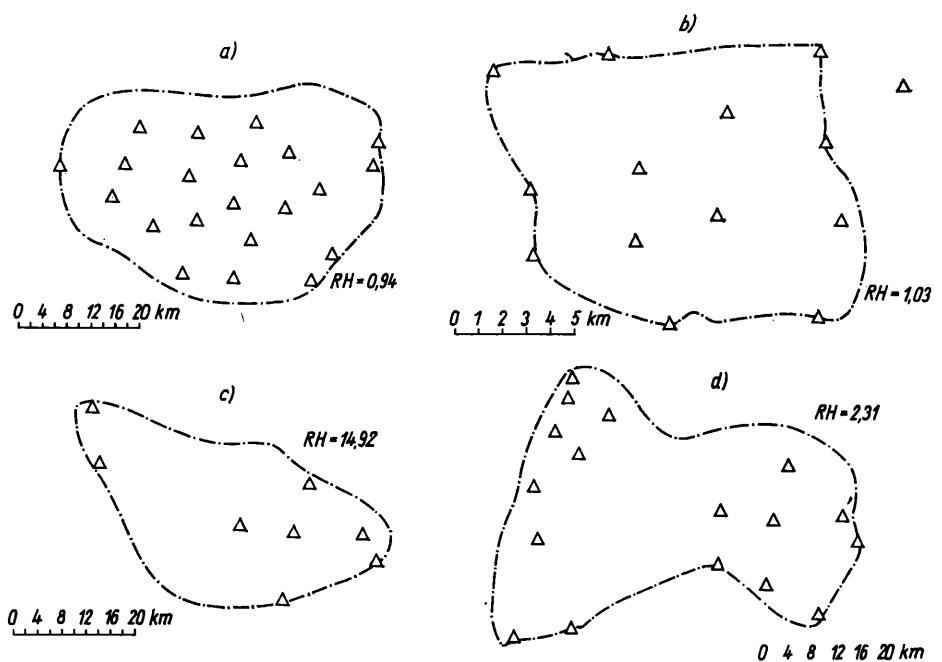 a)
b)
RH=0,94
0 4 8 12 16 20 km
RH=1,03
0 1 2 3 4 5 km
c)
d)
RH=14,92
RH=2,31
0 4 8 12 16 20 km
0 4 8 12 16 20 km